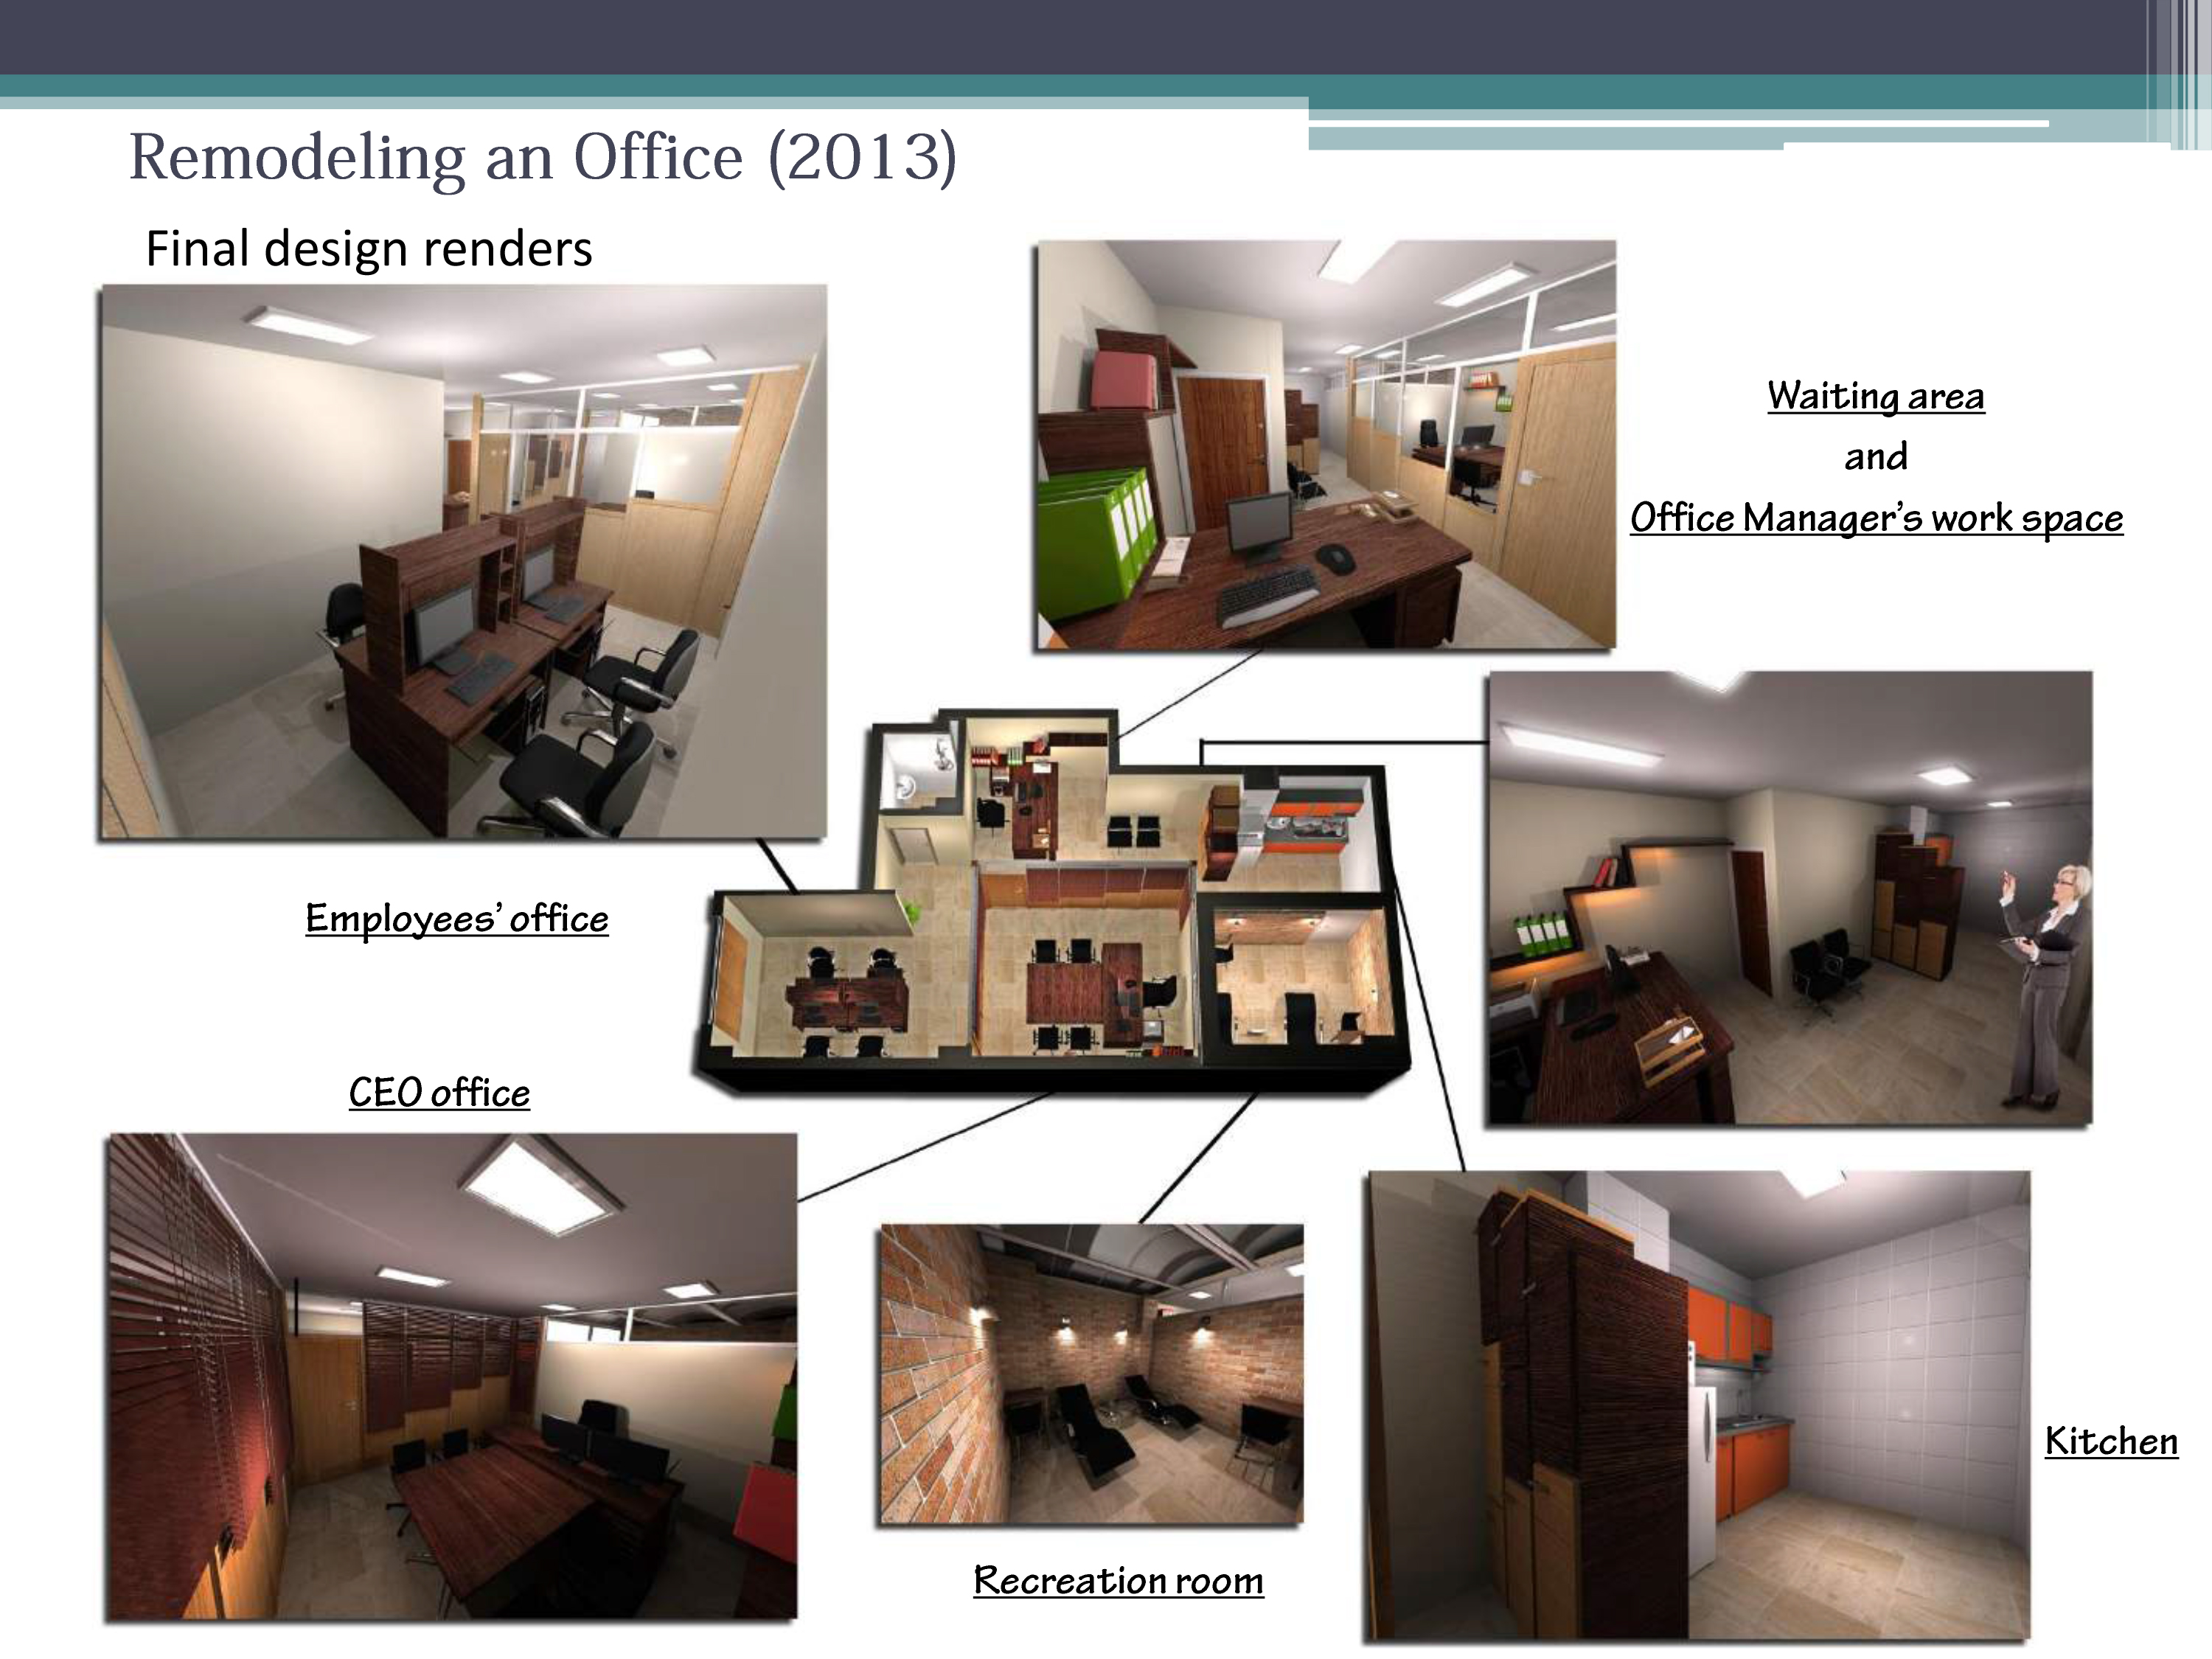 Remodeling an Office (2013)
Final design renders
Waiting area
and
Office Manager's work space
Employees' office
CEO office
Recreation room
Kitchen